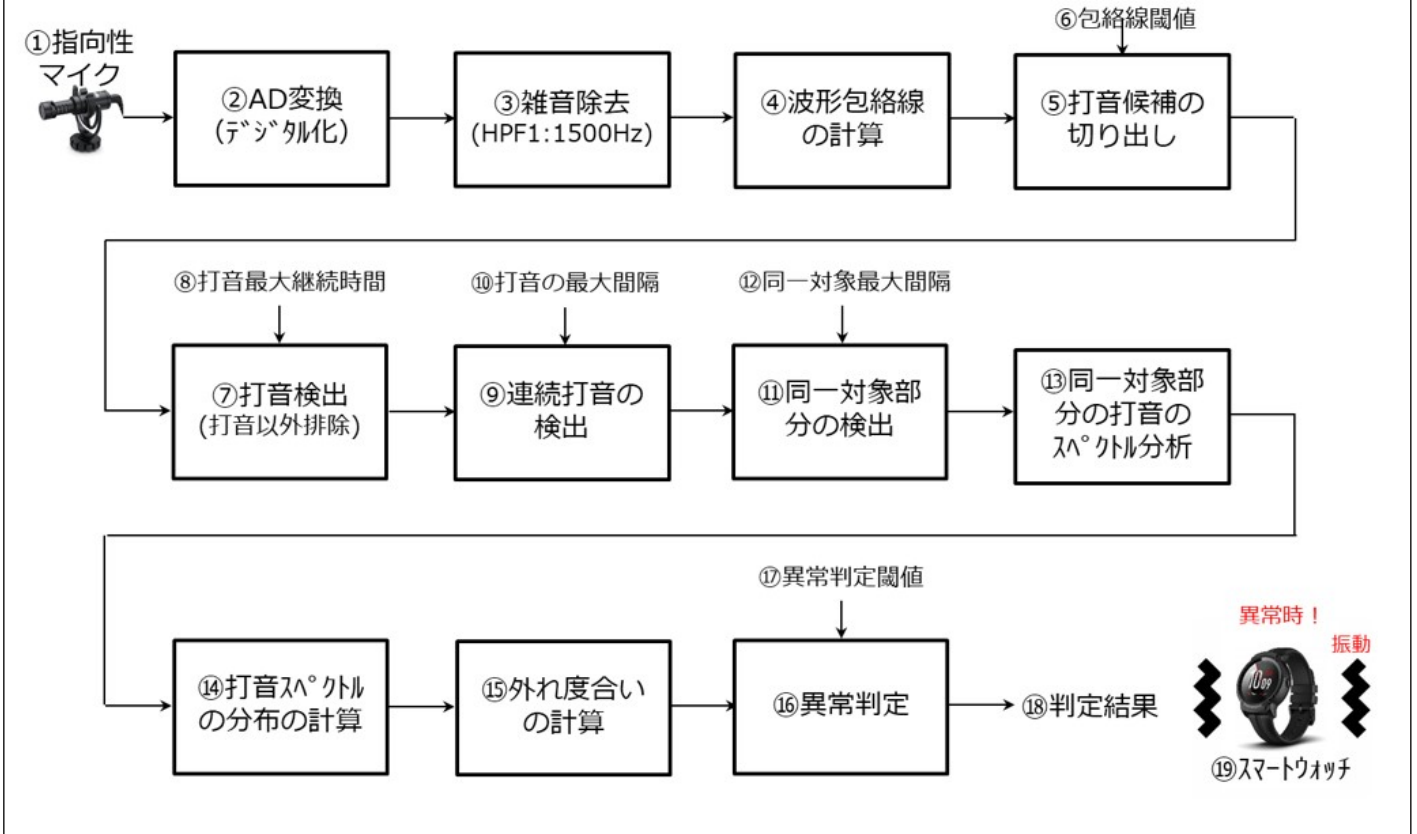 ①指向性
マイク
②AD変換
(ﾃﾞｼﾞﾀﾙ化)
③雑音除去
(HPF1:1500Hz)
④波形包絡線
の計算
⑥包絡線閾値
⑤打音候補の
切り出し
⑧打音最大継続時間
⑦打音検出
(打音以外排除)
⑩打音の最大間隔
⑨連続打音の
検出
⑫同一対象最大間隔
⑪同一対象部
分の検出
⑬同一対象部
分の打音の
ｽﾍﾟｸﾄﾙ分析
⑭打音ｽﾍﾟｸﾄﾙ
の分布の計算
⑮外れ度合い
の計算
⑰異常判定閾値
⑯異常判定
⑱判定結果
異常時！
振動
10 09
⑲ｽﾏｰﾄｳｫｯﾁ